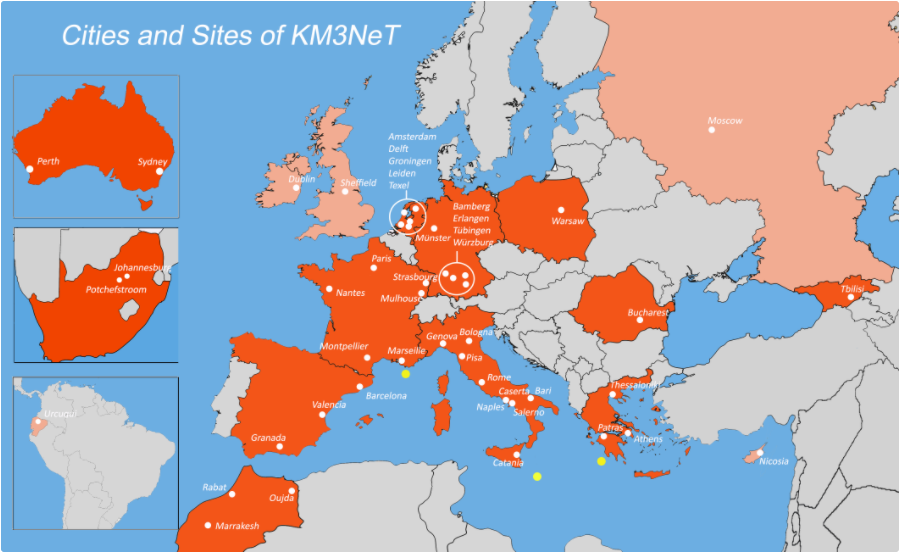 Cities and Sites of KM3NeT
Perth
Sydney
Johannesburg
Potchefstroom
Urcuquí
Moscow
Dublin
Sheffield
Amsterdam
Delft
Groningen
Leiden
Texel
Bamberg
Erlangen
Tübingen
Würzburg
Münster
Warsaw
Paris
Strasbourg
Nantes
Mulhouse
Tbilisi
Bucharest
Montpellier
Marseille
Genova
Bologna
Pisa
Barcelona
Rome
Caserta
Bari
Naples
Salerno
Valencia
Granada
Catania
Thessaloniki
Patras
Athens
Nicosia
Rabat
Oujda
Marrakesh